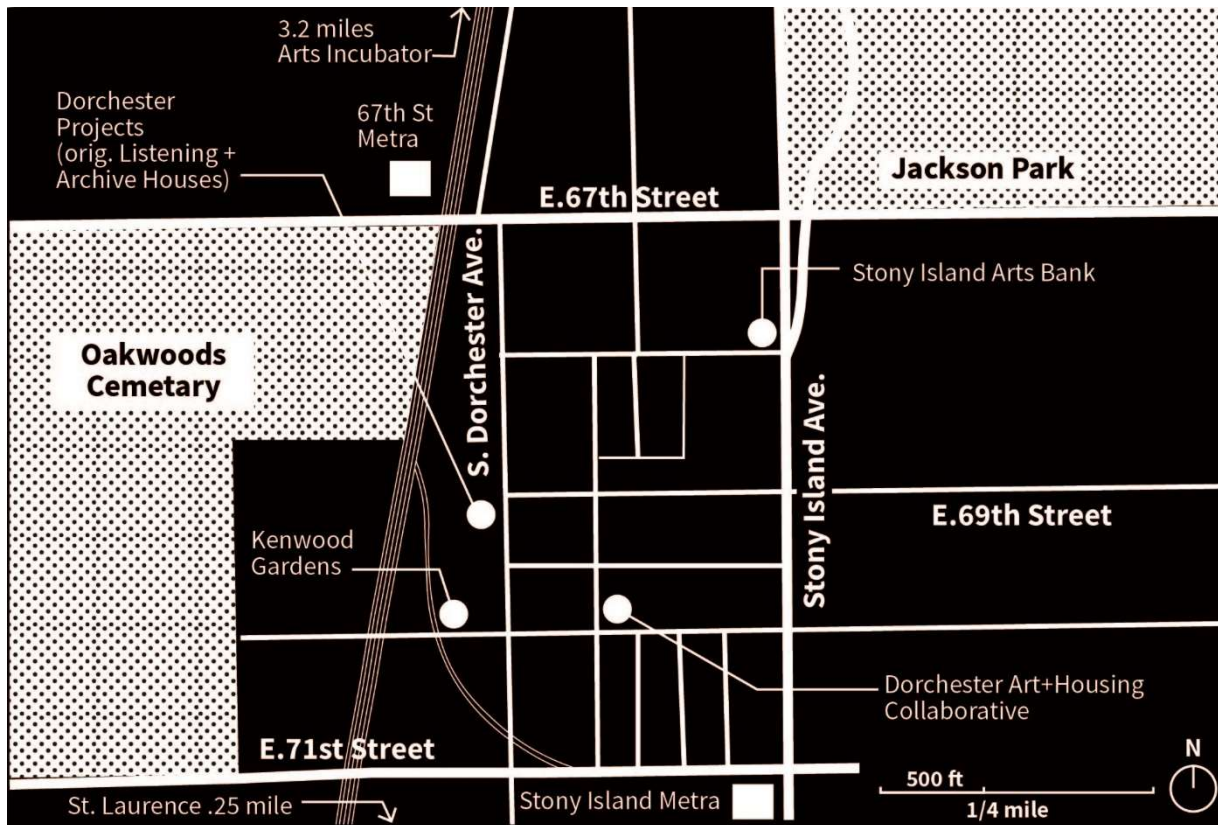 3.2 miles
Arts Incubator
Dorchester
Projects
(orig. Listening +
Archive Houses)
67th St
Metra
Jackson Park
E.67th Street
S. Dorchester Ave.
Stony Island Arts Bank
Oakwoods
Cemetary
Stony Island Ave.
E.69th Street
Kenwood
Gardens
Dorchester Art+Housing
Collaborative
E.71st Street
N
500 ft
1/4 mile
St. Laurence .25 mile
Stony Island Metra